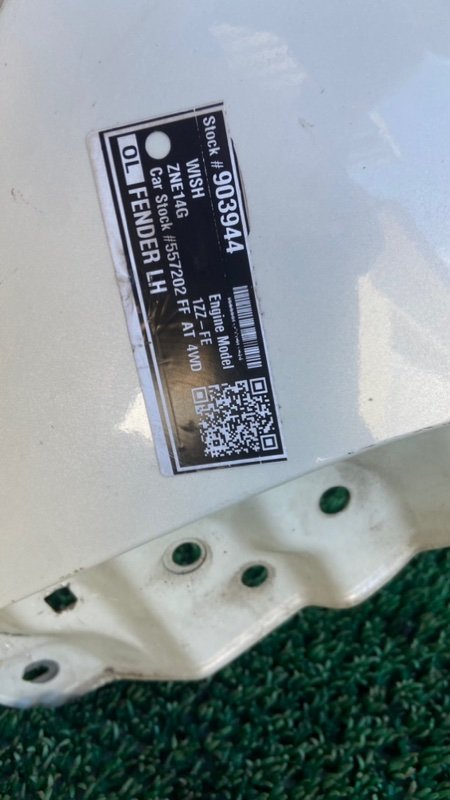 Stock # 903944
WISH
ZNE14G
Engine Model
1ZZ-FE
Car Stock #557202 FF AT 4WD
OL FENDER LH